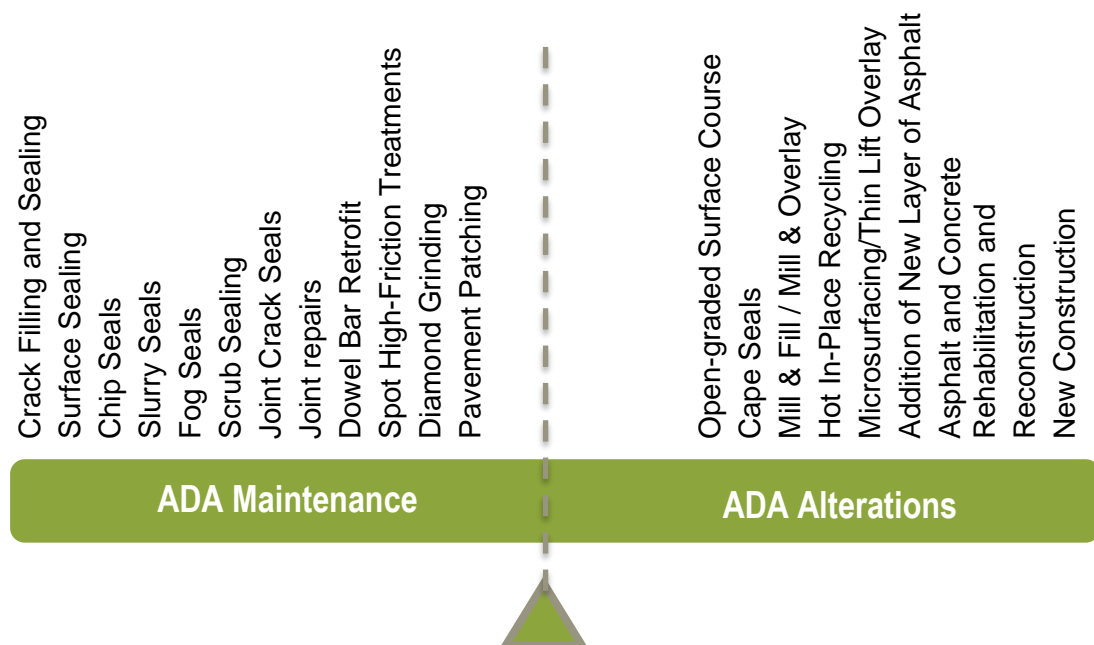 Crack Filling and Sealing
Surface Sealing
Chip Seals
Slurry Seals
Fog Seals
Scrub Sealing
Joint Crack Seals
Joint repairs
Dowel Bar Retrofit
Spot High-Friction Treatments
Diamond Grinding
Pavement Patching
Open-graded Surface Course
Cape Seals
Mill & Fill / Mill & Overlay
Hot In-Place Recycling
Microsurfacing/Thin Lift Overlay
Addition of New Layer of Asphalt
Asphalt and Concrete
Rehabilitation and
Reconstruction
New Construction
ADA Maintenance
ADA Alterations